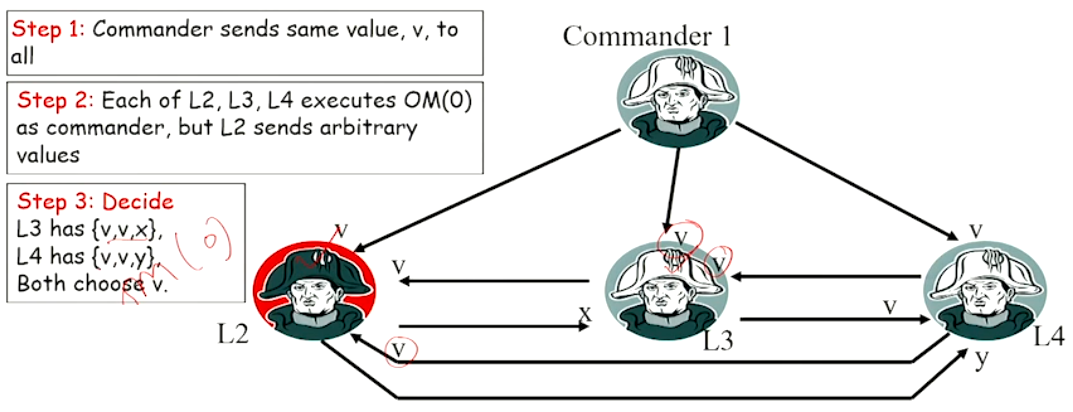 Step 1: Commander sends same value, v, to
all
Step 2: Each of L2, L3, L4 executes OM(0)
as commander, but L2 sends arbitrary
values
Step 3: Decide
L3 has {v,v,x},
L4 has {v,v,y},
Both choose v.
Commander 1
v
v
v
v
v
x
v
v
L2
L3
L4
y